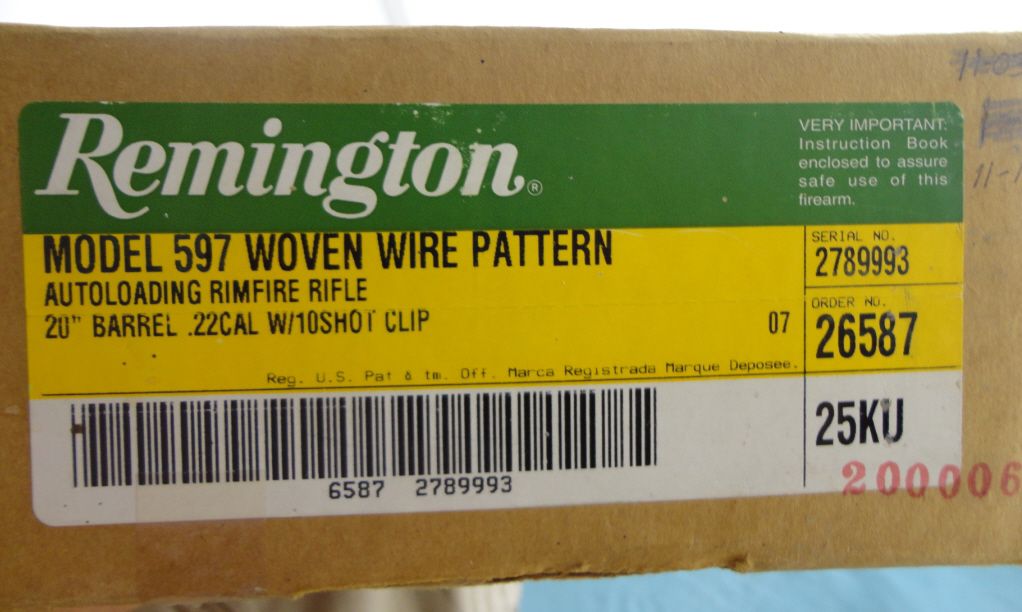 Remington®
VERY IMPORTANT:
Instruction Book
enclosed to assure
safe use of this
firearm.
MODEL 597 WOVEN WIRE PATTERN
AUTOLOADING RIMFIRE RIFLE
20" BARREL .22CAL W/10SHOT CLIP
07
SERIAL NO.
2789993
ORDER NO.
26587
Reg. U.S. Pat & tm. Off. Marca Registrada Marque Deposee.
25KU
6587 2789993
200006